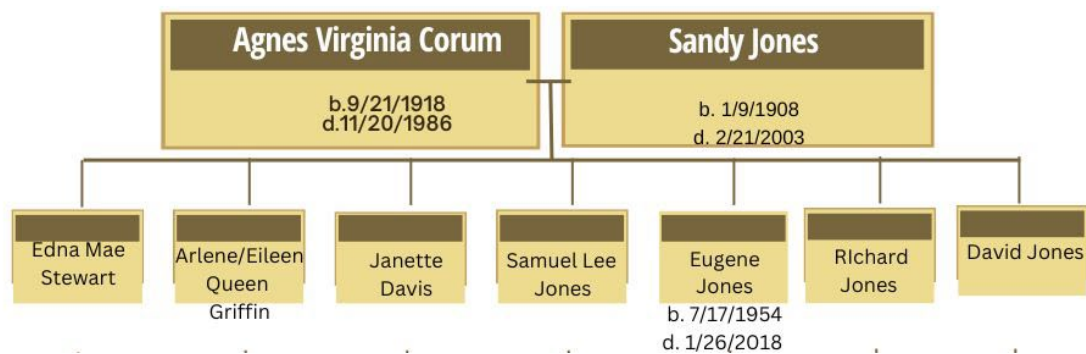 Agnes Virginia Corum
b.9/21/1918
d.11/20/1986
Sandy Jones
b. 1/9/1908
d. 2/21/2003
Edna Mae
Stewart
Arlene/Eileen
Queen
Griffin
Janette
Davis
Samuel Lee
Jones
Eugene
Jones
b. 7/17/1954
d. 1/26/2018
RIchard
Jones
David Jones